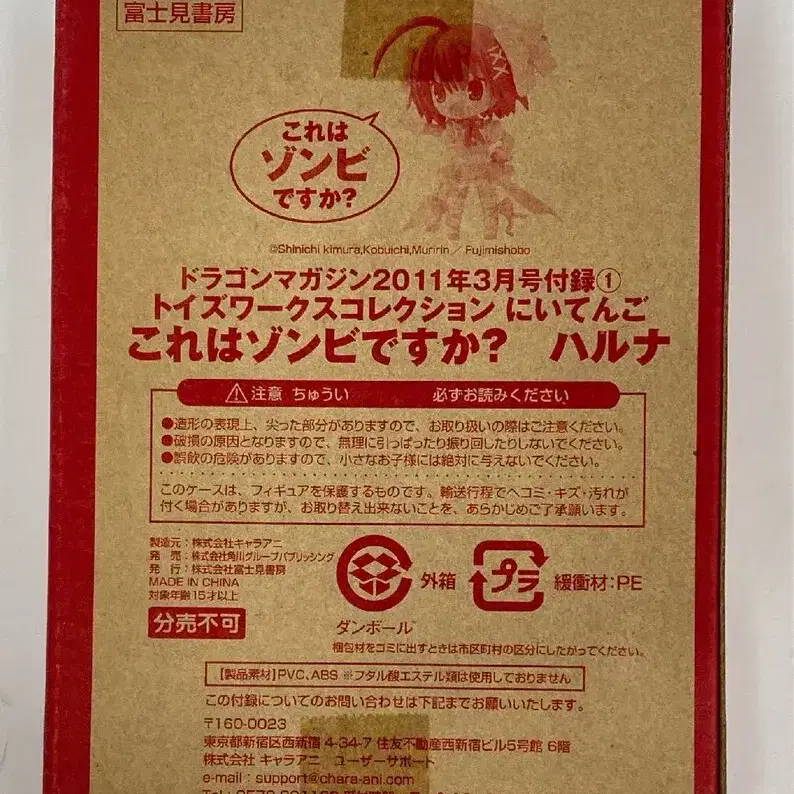 富士見書房
XX
これは
ゾンビ
ですか?
©Shinichi kimura,Kobuichi,Muririn / Fujimishobo
ドラゴンマガジン2011年3月号付録①
トイズワークスコレクション にいてんご
これはゾンビですか? ハルナ
注意 ちゅうい 必ずお読みください
●造形の表現上、尖った部分がありますので、お取り扱いの際はご注意ください。
●破損の原因となりますので、無理に引っぱったり振り回したりしないでください。
●誤飲の危険がありますので、小さなお子様には絶対に与えないでください。
このケースは、フィギュアを保護するものです。輸送行程でヘコミ・キズ・汚れが
付く場合がありますが、お取り替え出来ないことを、あらかじめご了承願います。
製造元:株式会社キャラアニ
発 売:株式会社角川グループパブリッシング
発 行:株式会社富士見書房
MADE IN CHINA
対象年齢15才以上
分売不可
ダンボール
外箱
プラ
緩衝材:PE
梱包材をゴミに出すときは市区町村の区分にしたがってください。
【製品素材】PVC、ABS ※フタル酸エステル類は使用しておりません
この付録についてのお問い合わせは下記までお願いいたします。
〒160-0023
東京都新宿区西新宿 4-34-7 住友不動産西新宿ビル5号館 6階
株式会社 キャラアニ ユーザーサポート
e-mail : support@chara-ani.com